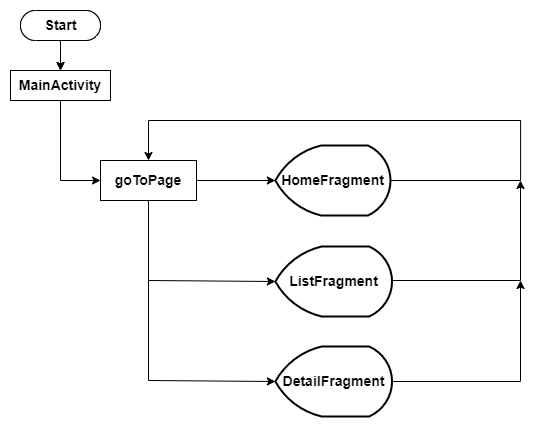 Start
MainActivity
goToPage
HomeFragment
ListFragment
DetailFragment